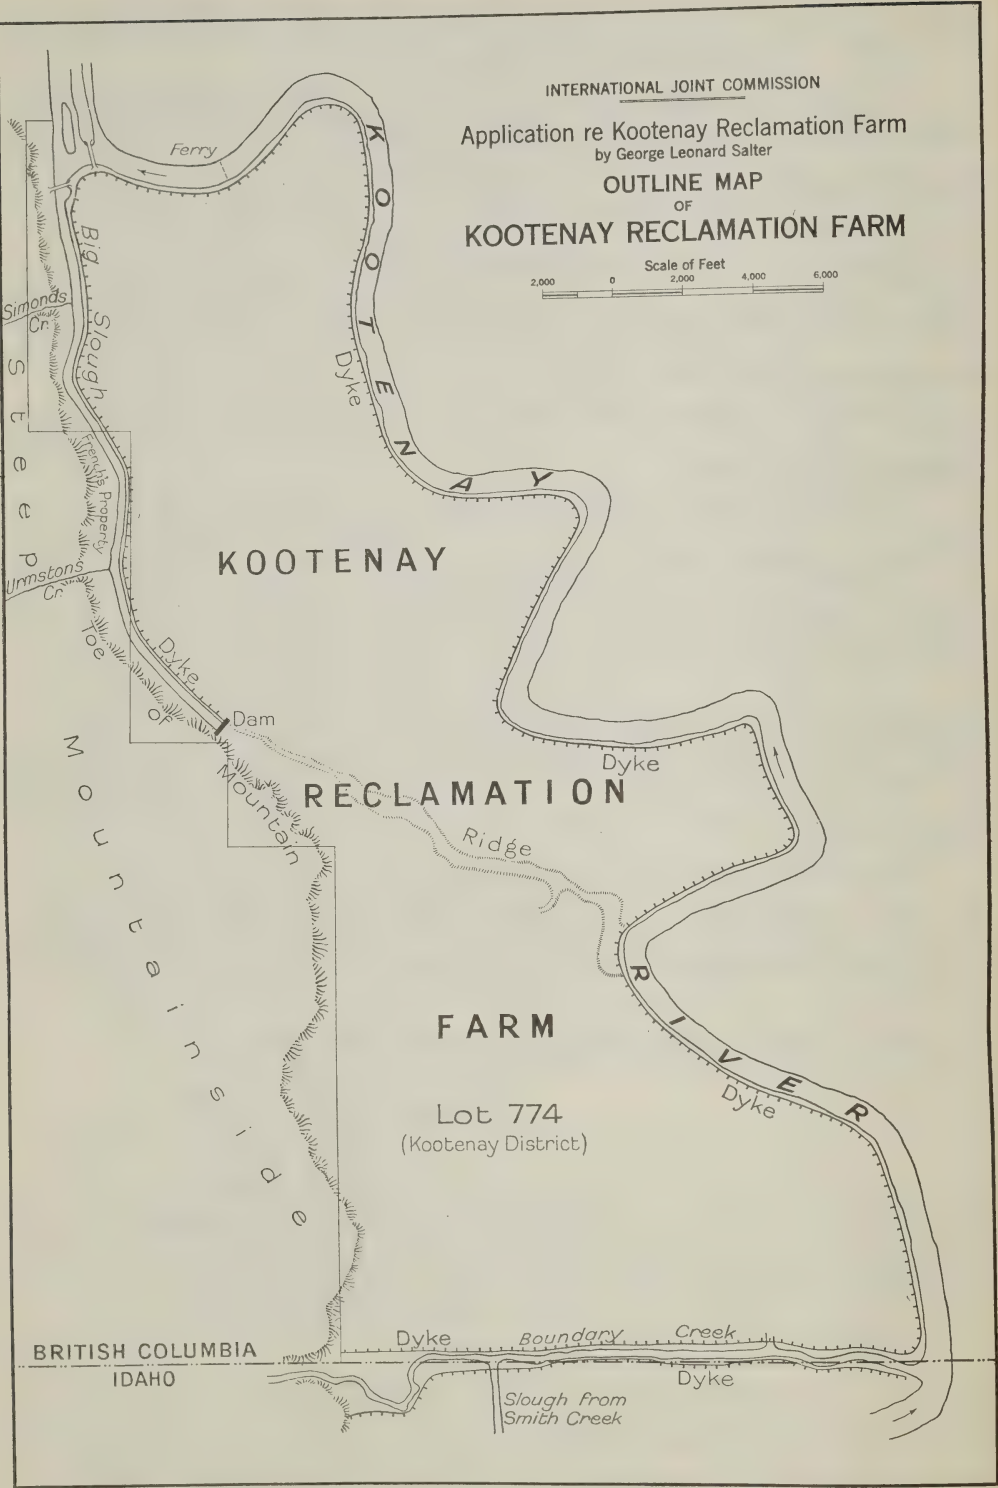 INTERNATIONAL JOINT COMMISSION
Application re Kootenay Reclamation Farm
by George Leonard Salter
OUTLINE MAP
OF
KOOTENAY RECLAMATION FARM
Scale of Feet
2,000 0 2,000 4,000 6,000
Ferry
KOOTENAY
RIVER
Big Slough
Simonds
Cr.
Dyke
French's Property
Urmstons
Cr.
Steep
Mountainside
Toe of Mountain
Dyke
Dam
KOOTENAY
RECLAMATION
FARM
Dyke
Ridge
Lot 774
(Kootenay District)
Dyke
Dyke
Boundary Creek
BRITISH COLUMBIA
IDAHO
Dyke
Slough from
Smith Creek